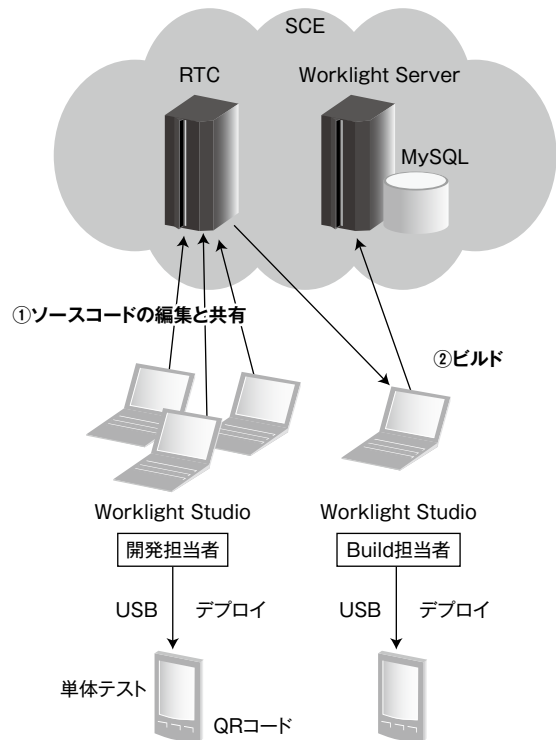 SCE
RTC
Worklight Server
MySQL
①ソースコードの編集と共有
②ビルド
Worklight Studio
Worklight Studio
開発担当者
Build担当者
USB
デプロイ
USB
デプロイ
単体テスト
QRコード